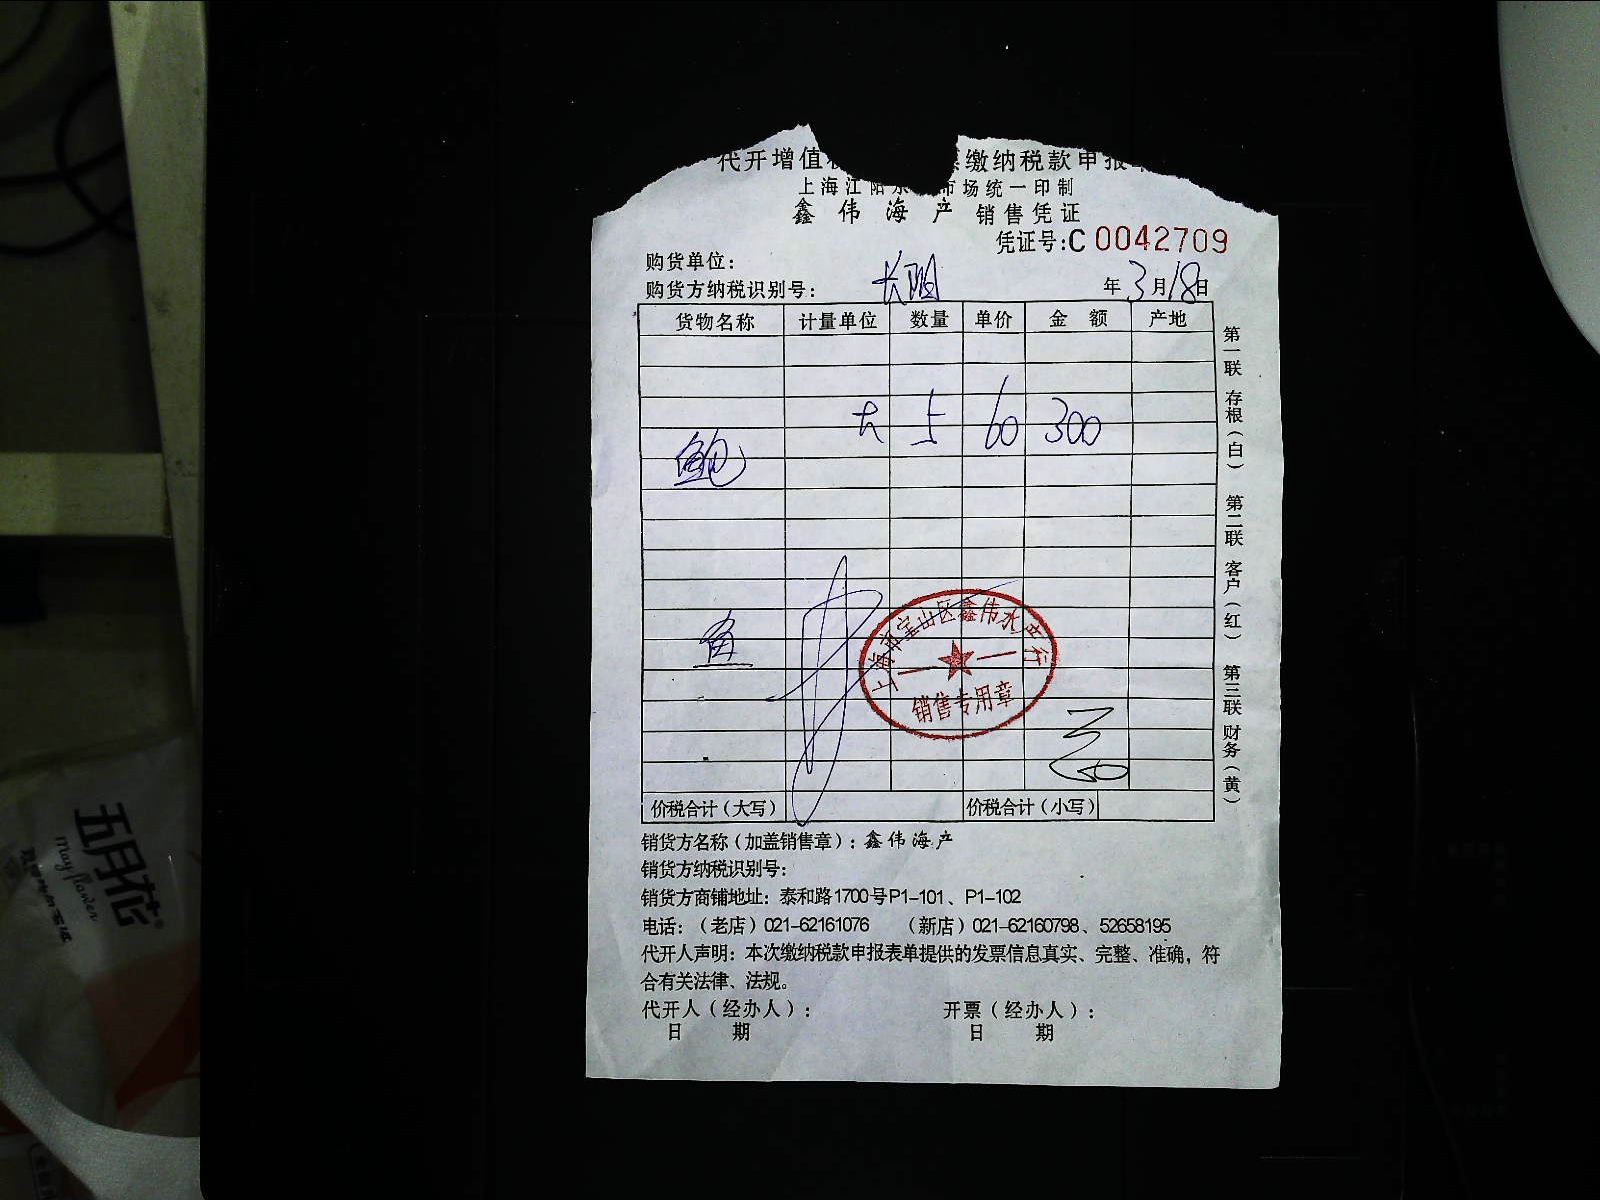 代开增值 缴纳税款申报
上海江阳 市场统一印制
鑫伟海产 销售凭证
凭证号:C 0042709
购货单位:
购货方纳税识别号:
年3月18日
货物名称 计量单位 数量 单价 金额 产地
大 5 60 300
鲍
鱼
上海市宝山区鑫伟水产行
销售专用章
价税合计(大写) 价税合计(小写)
第一联 存根(白) 第二联 客户(红) 第三联 财务(黄)
销货方名称(加盖销售章):鑫伟海产
销货方纳税识别号:
销货方商铺地址:泰和路1700号P1-101、P1-102
电话:(老店)021-62161076 (新店)021-62160798、52658195
代开人声明:本次缴纳税款申报表单提供的发票信息真实、完整、准确,符
合有关法律、法规。
代开人(经办人): 开票(经办人):
日 期 日 期
五月花
May flower